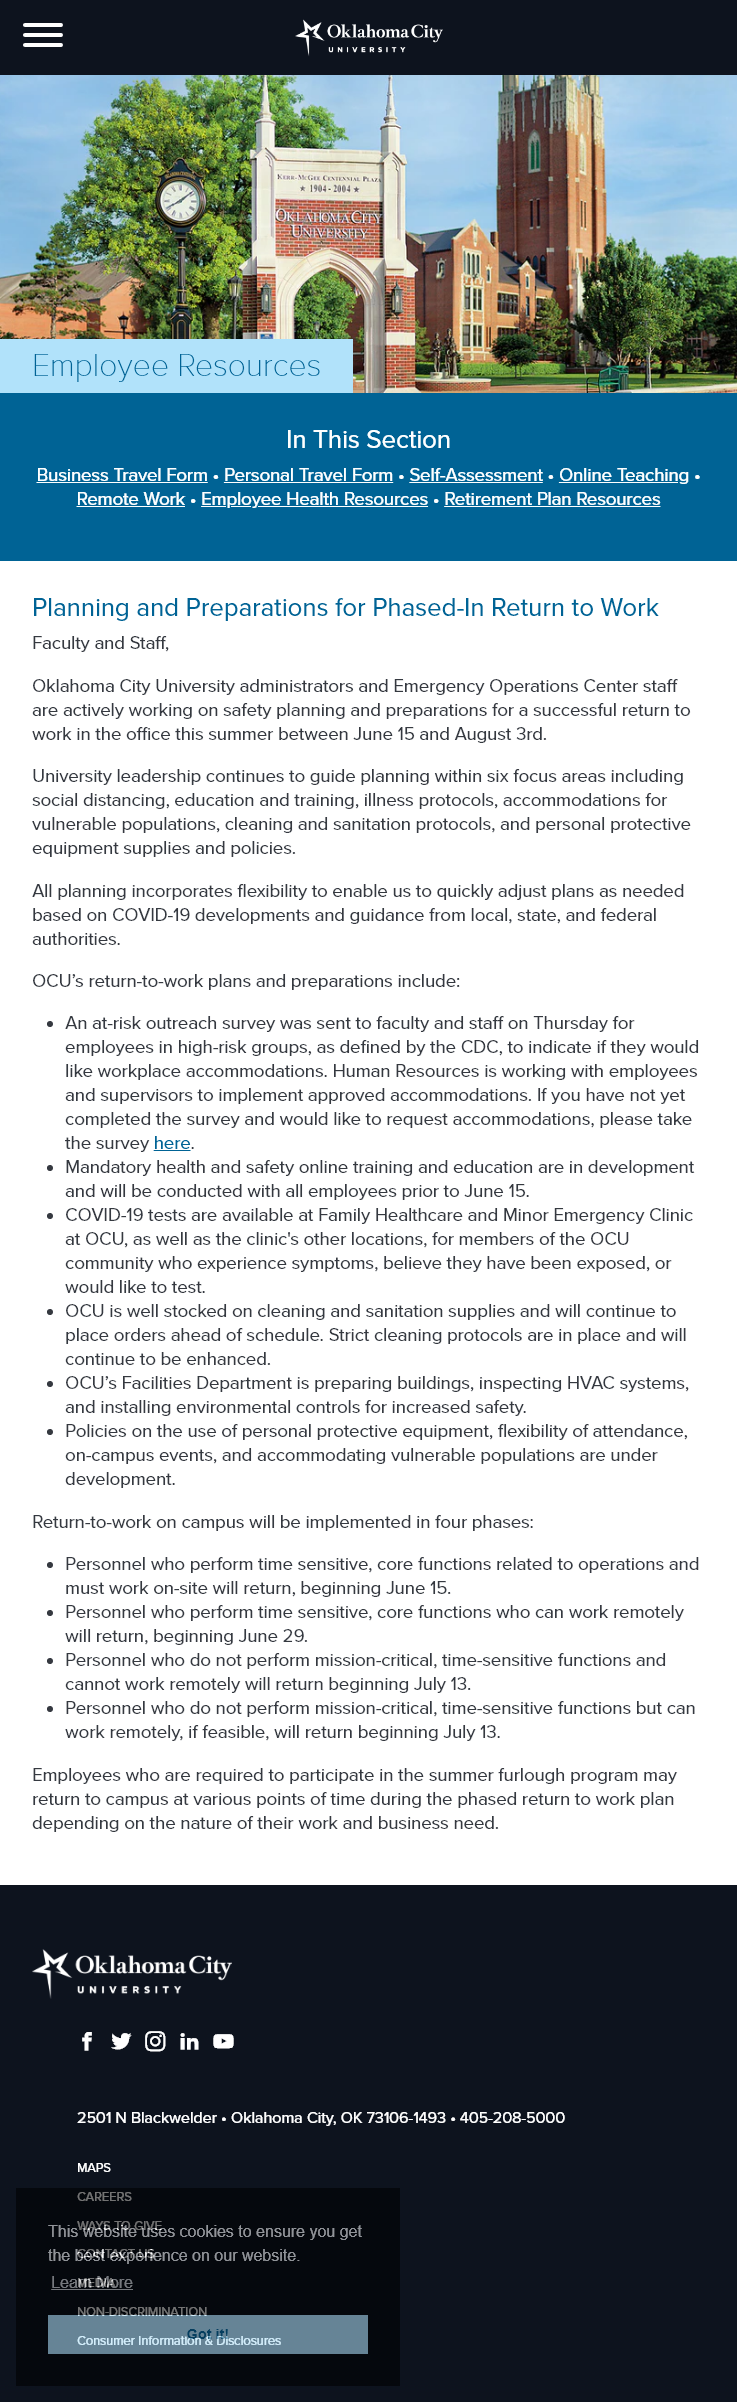 Oklahoma City
UNIVERSITY
KERR-MCGEE CENTENNIAL PLAZA
★ 1904 - 2004 ★
OKLAHOMA CITY
UNIVERSITY
Employee Resources
In This Section
Business Travel Form • Personal Travel Form • Self-Assessment • Online Teaching •
Remote Work • Employee Health Resources • Retirement Plan Resources
Planning and Preparations for Phased-In Return to Work
Faculty and Staff,
Oklahoma City University administrators and Emergency Operations Center staff
are actively working on safety planning and preparations for a successful return to
work in the office this summer between June 15 and August 3rd.
University leadership continues to guide planning within six focus areas including
social distancing, education and training, illness protocols, accommodations for
vulnerable populations, cleaning and sanitation protocols, and personal protective
equipment supplies and policies.
All planning incorporates flexibility to enable us to quickly adjust plans as needed
based on COVID-19 developments and guidance from local, state, and federal
authorities.
OCU’s return-to-work plans and preparations include:
• An at-risk outreach survey was sent to faculty and staff on Thursday for
employees in high-risk groups, as defined by the CDC, to indicate if they would
like workplace accommodations. Human Resources is working with employees
and supervisors to implement approved accommodations. If you have not yet
completed the survey and would like to request accommodations, please take
the survey here.
• Mandatory health and safety online training and education are in development
and will be conducted with all employees prior to June 15.
• COVID-19 tests are available at Family Healthcare and Minor Emergency Clinic
at OCU, as well as the clinic's other locations, for members of the OCU
community who experience symptoms, believe they have been exposed, or
would like to test.
• OCU is well stocked on cleaning and sanitation supplies and will continue to
place orders ahead of schedule. Strict cleaning protocols are in place and will
continue to be enhanced.
• OCU’s Facilities Department is preparing buildings, inspecting HVAC systems,
and installing environmental controls for increased safety.
• Policies on the use of personal protective equipment, flexibility of attendance,
on-campus events, and accommodating vulnerable populations are under
development.
Return-to-work on campus will be implemented in four phases:
• Personnel who perform time sensitive, core functions related to operations and
must work on-site will return, beginning June 15.
• Personnel who perform time sensitive, core functions who can work remotely
will return, beginning June 29.
• Personnel who do not perform mission-critical, time-sensitive functions and
cannot work remotely will return beginning July 13.
• Personnel who do not perform mission-critical, time-sensitive functions but can
work remotely, if feasible, will return beginning July 13.
Employees who are required to participate in the summer furlough program may
return to campus at various points of time during the phased return to work plan
depending on the nature of their work and business need.
Oklahoma City
UNIVERSITY
2501 N Blackwelder • Oklahoma City, OK 73106-1493 • 405-208-5000
MAPS
CAREERS
WAYS TO GIVE
This website uses cookies to ensure you get
CONTACT US
the best experience on our website.
MEDIA
Learn More
NON-DISCRIMINATION
Got it!
Consumer Information & Disclosures